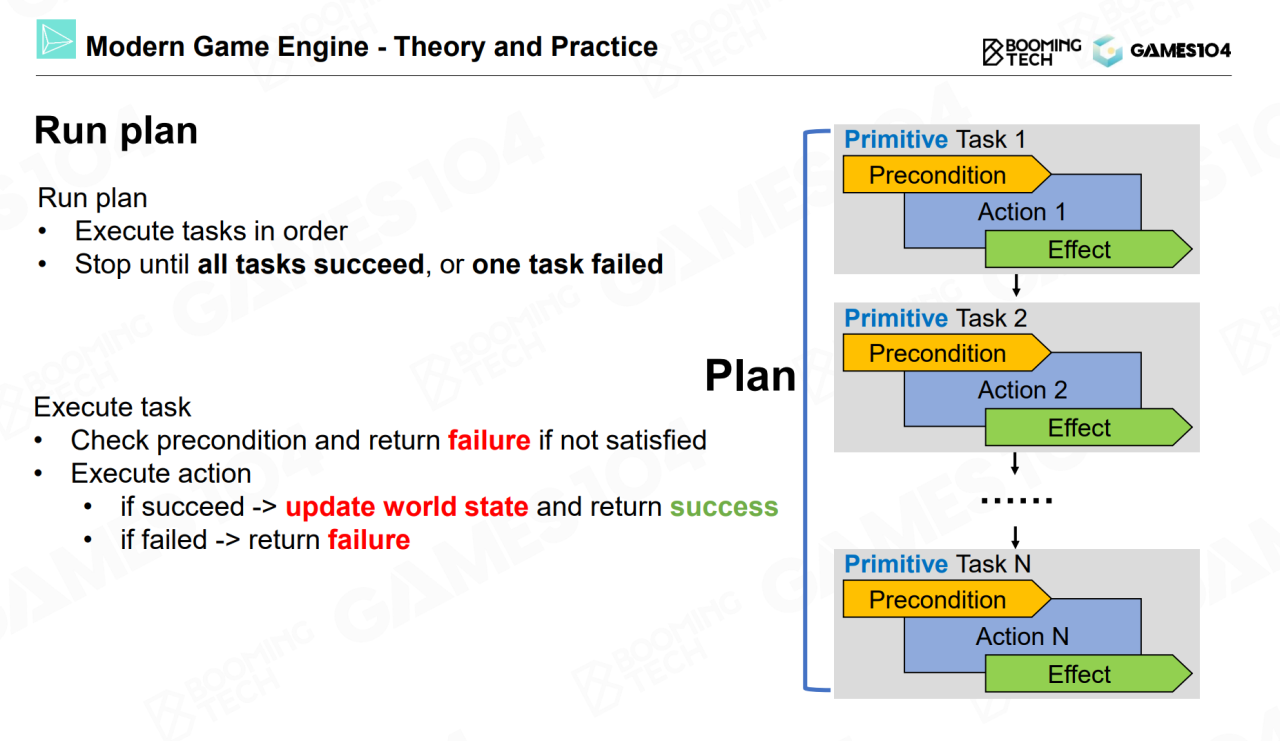 Modern Game Engine - Theory and Practice
BOOMING TECH
GAMES104
Run plan
Run plan
• Execute tasks in order
• Stop until all tasks succeed, or one task failed
Execute task
• Check precondition and return failure if not satisfied
• Execute action
• if succeed -> update world state and return success
• if failed -> return failure
Plan
Primitive Task 1
Precondition
Action 1
Effect
Primitive Task 2
Precondition
Action 2
Effect
......
Primitive Task N
Precondition
Action N
Effect